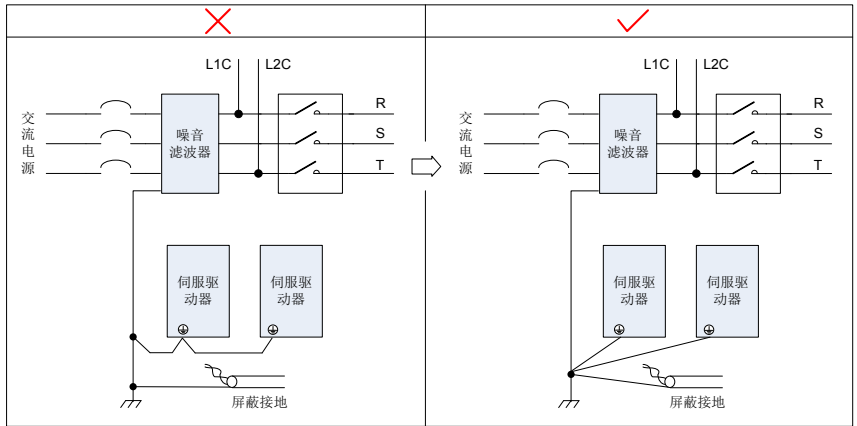 L1C L2C
R
交流电源
噪音
滤波器
S
T
伺服驱
动器
伺服驱
动器
屏蔽接地
L1C L2C
R
交流电源
噪音
滤波器
S
T
伺服驱
动器
伺服驱
动器
屏蔽接地